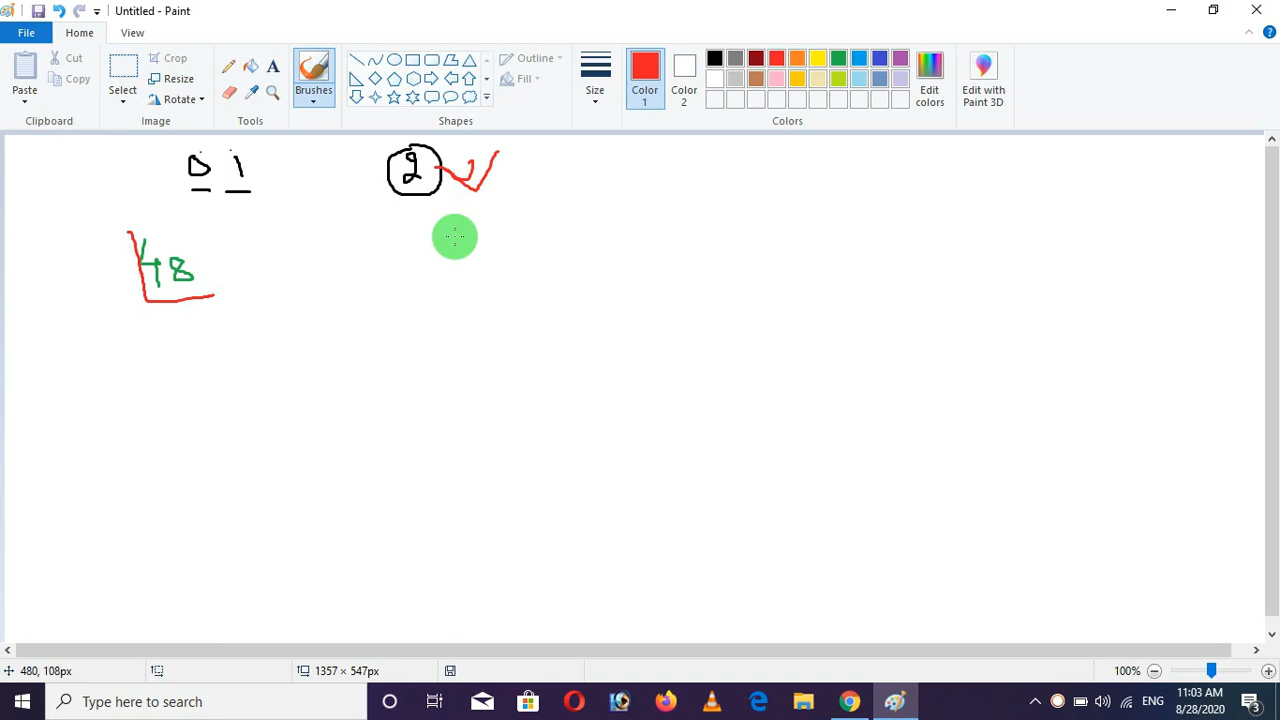 Untitled - Paint
File Home View
Paste
Cut
Copy
Clipboard
Select
Crop
Resize
Rotate
Image
Tools
Brushes
Shapes
Outline
Fill
Size
Color 1
Color 2
Edit colors
Edit with Paint 3D
Colors
0 1 2
48
480, 108px
1357 × 547px
100%
Type here to search
ENG
11:03 AM
8/28/2020
3